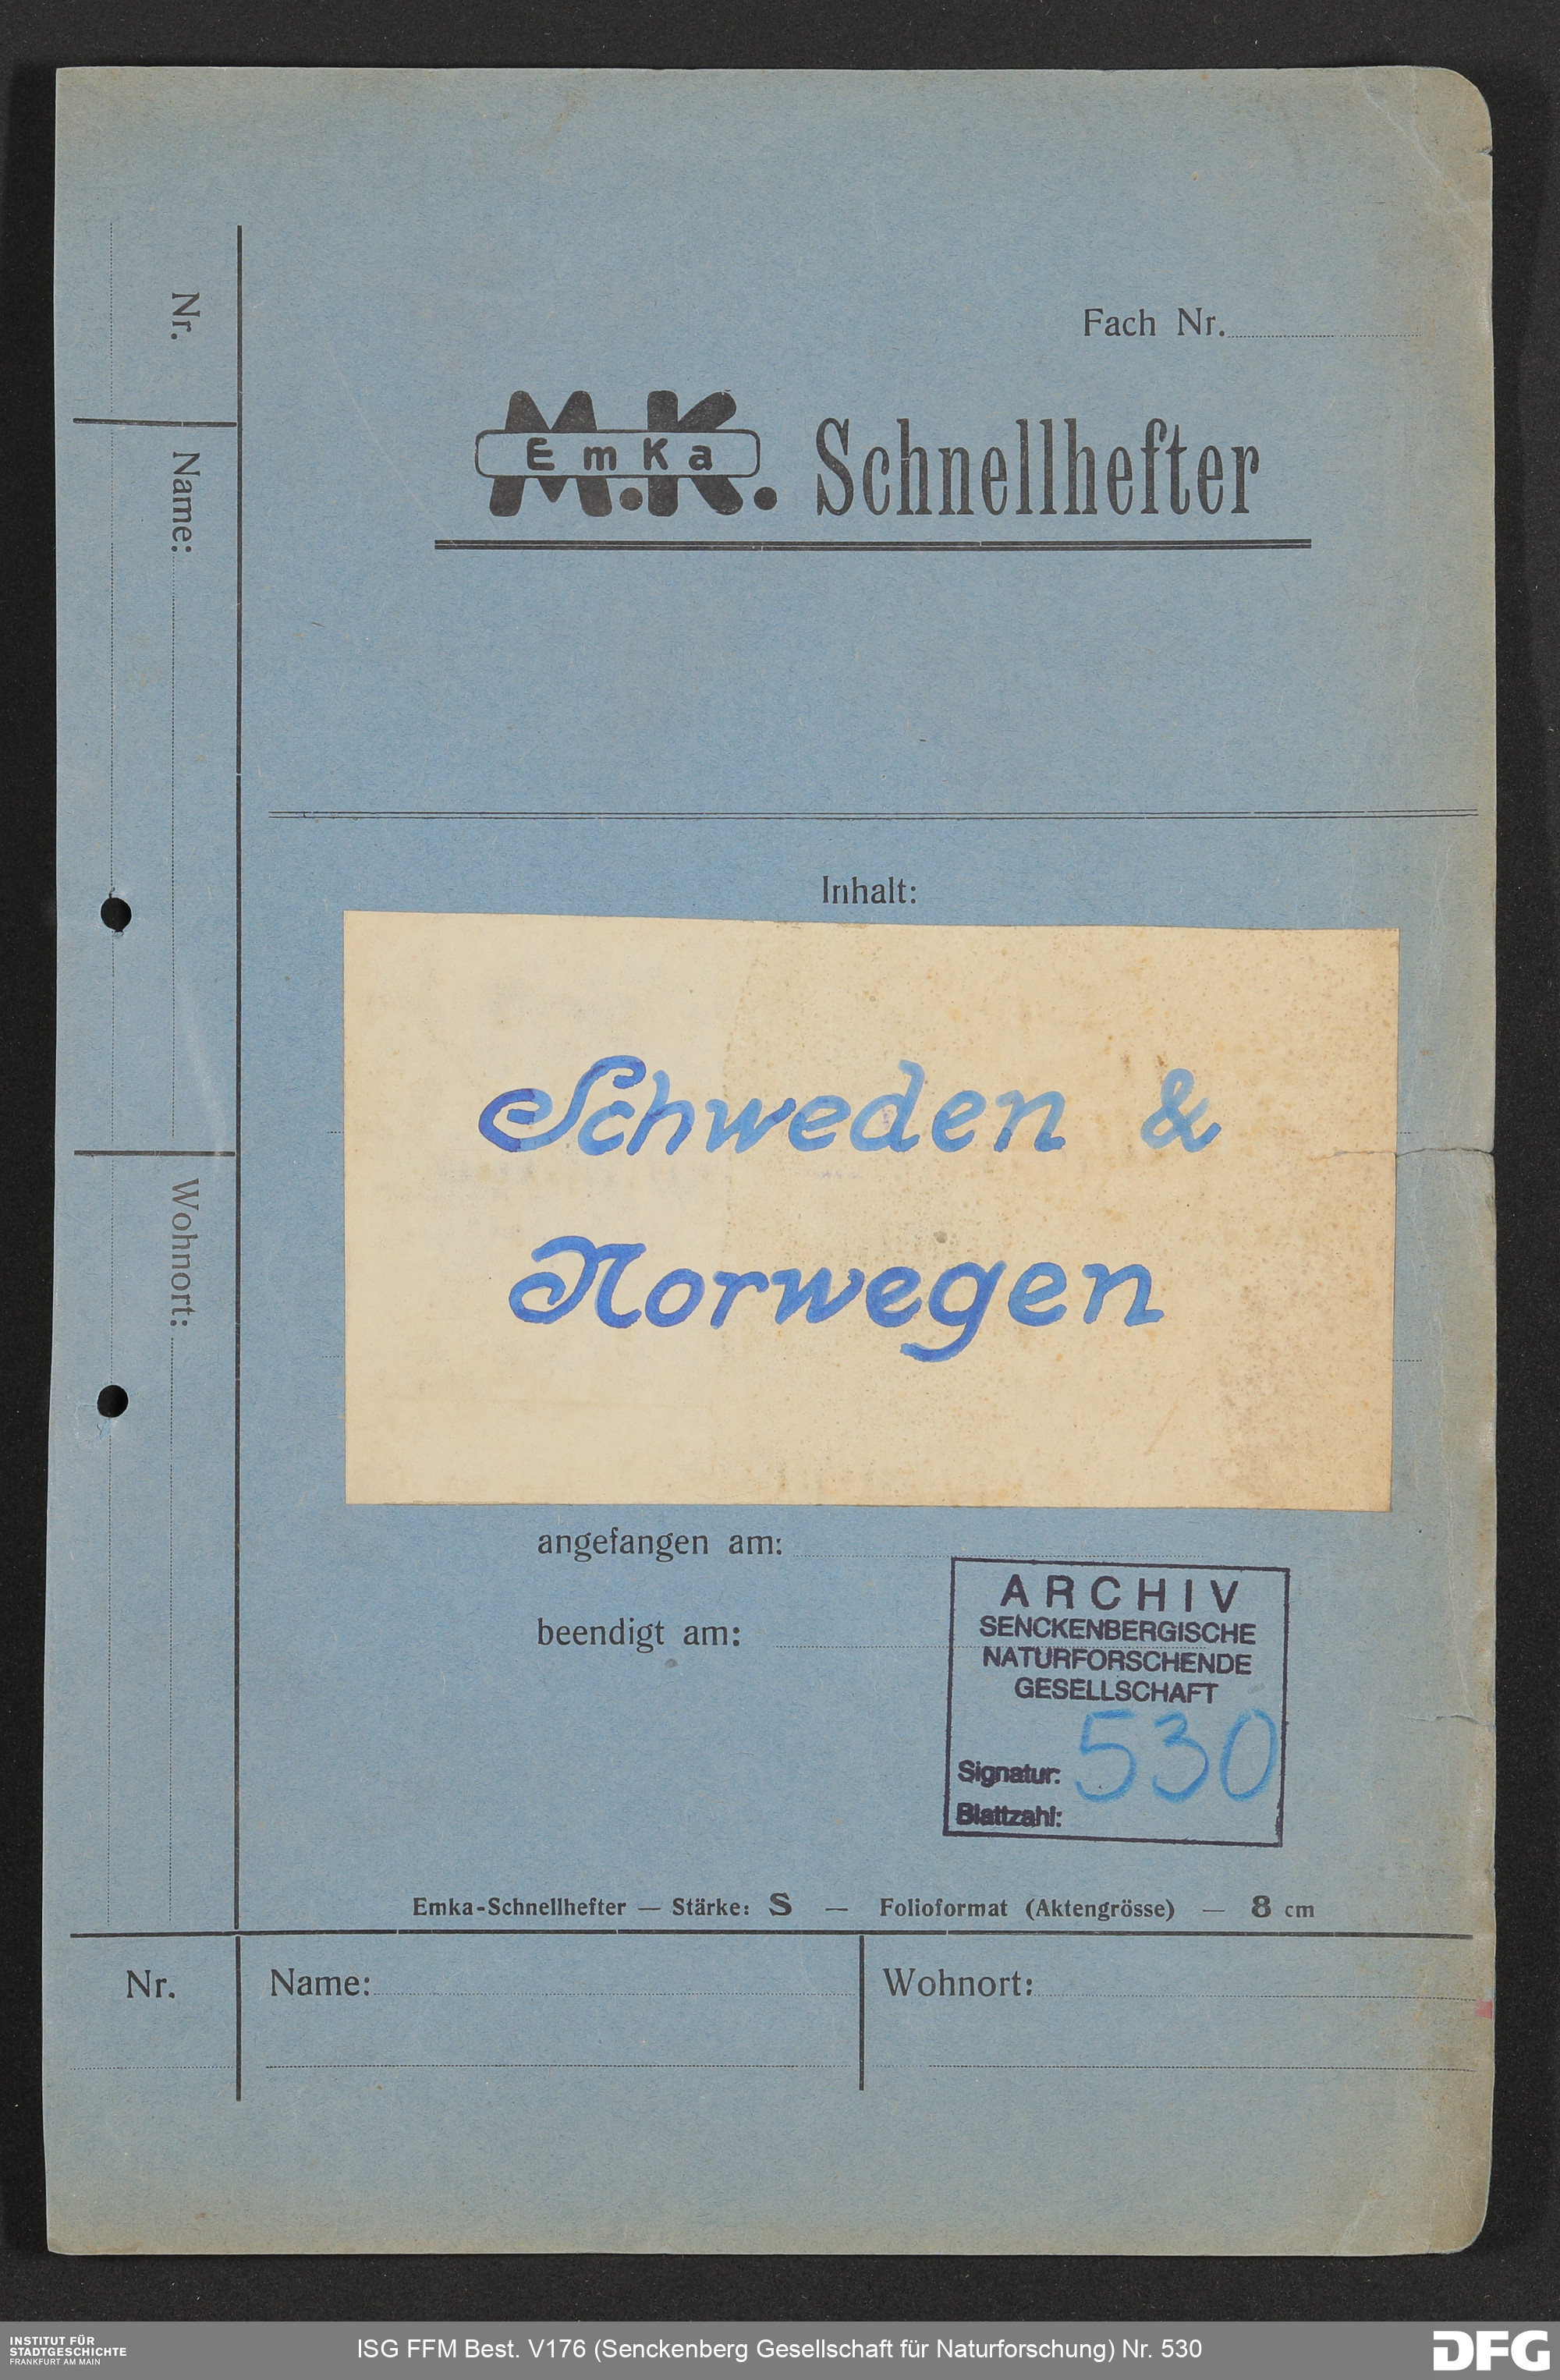 Fach Nr.
M.K.
EmKa
Schnellhefter
Nr.
Name:
Wohnort:
Inhalt:
Schweden &
Norwegen
angefangen am:
beendigt am:
ARCHIV
SENCKENBERGISCHE
NATURFORSCHENDE
GESELLSCHAFT
Signatur: 530
Blattzahl:
Emka-Schnellhefter — Stärke: S — Folioformat (Aktengrösse) — 8 cm
Nr. Name: Wohnort:
INSTITUT FÜR
STADTGESCHICHTE
FRANKFURT AM MAIN
ISG FFM Best. V176 (Senckenberg Gesellschaft für Naturforschung) Nr. 530
DFG